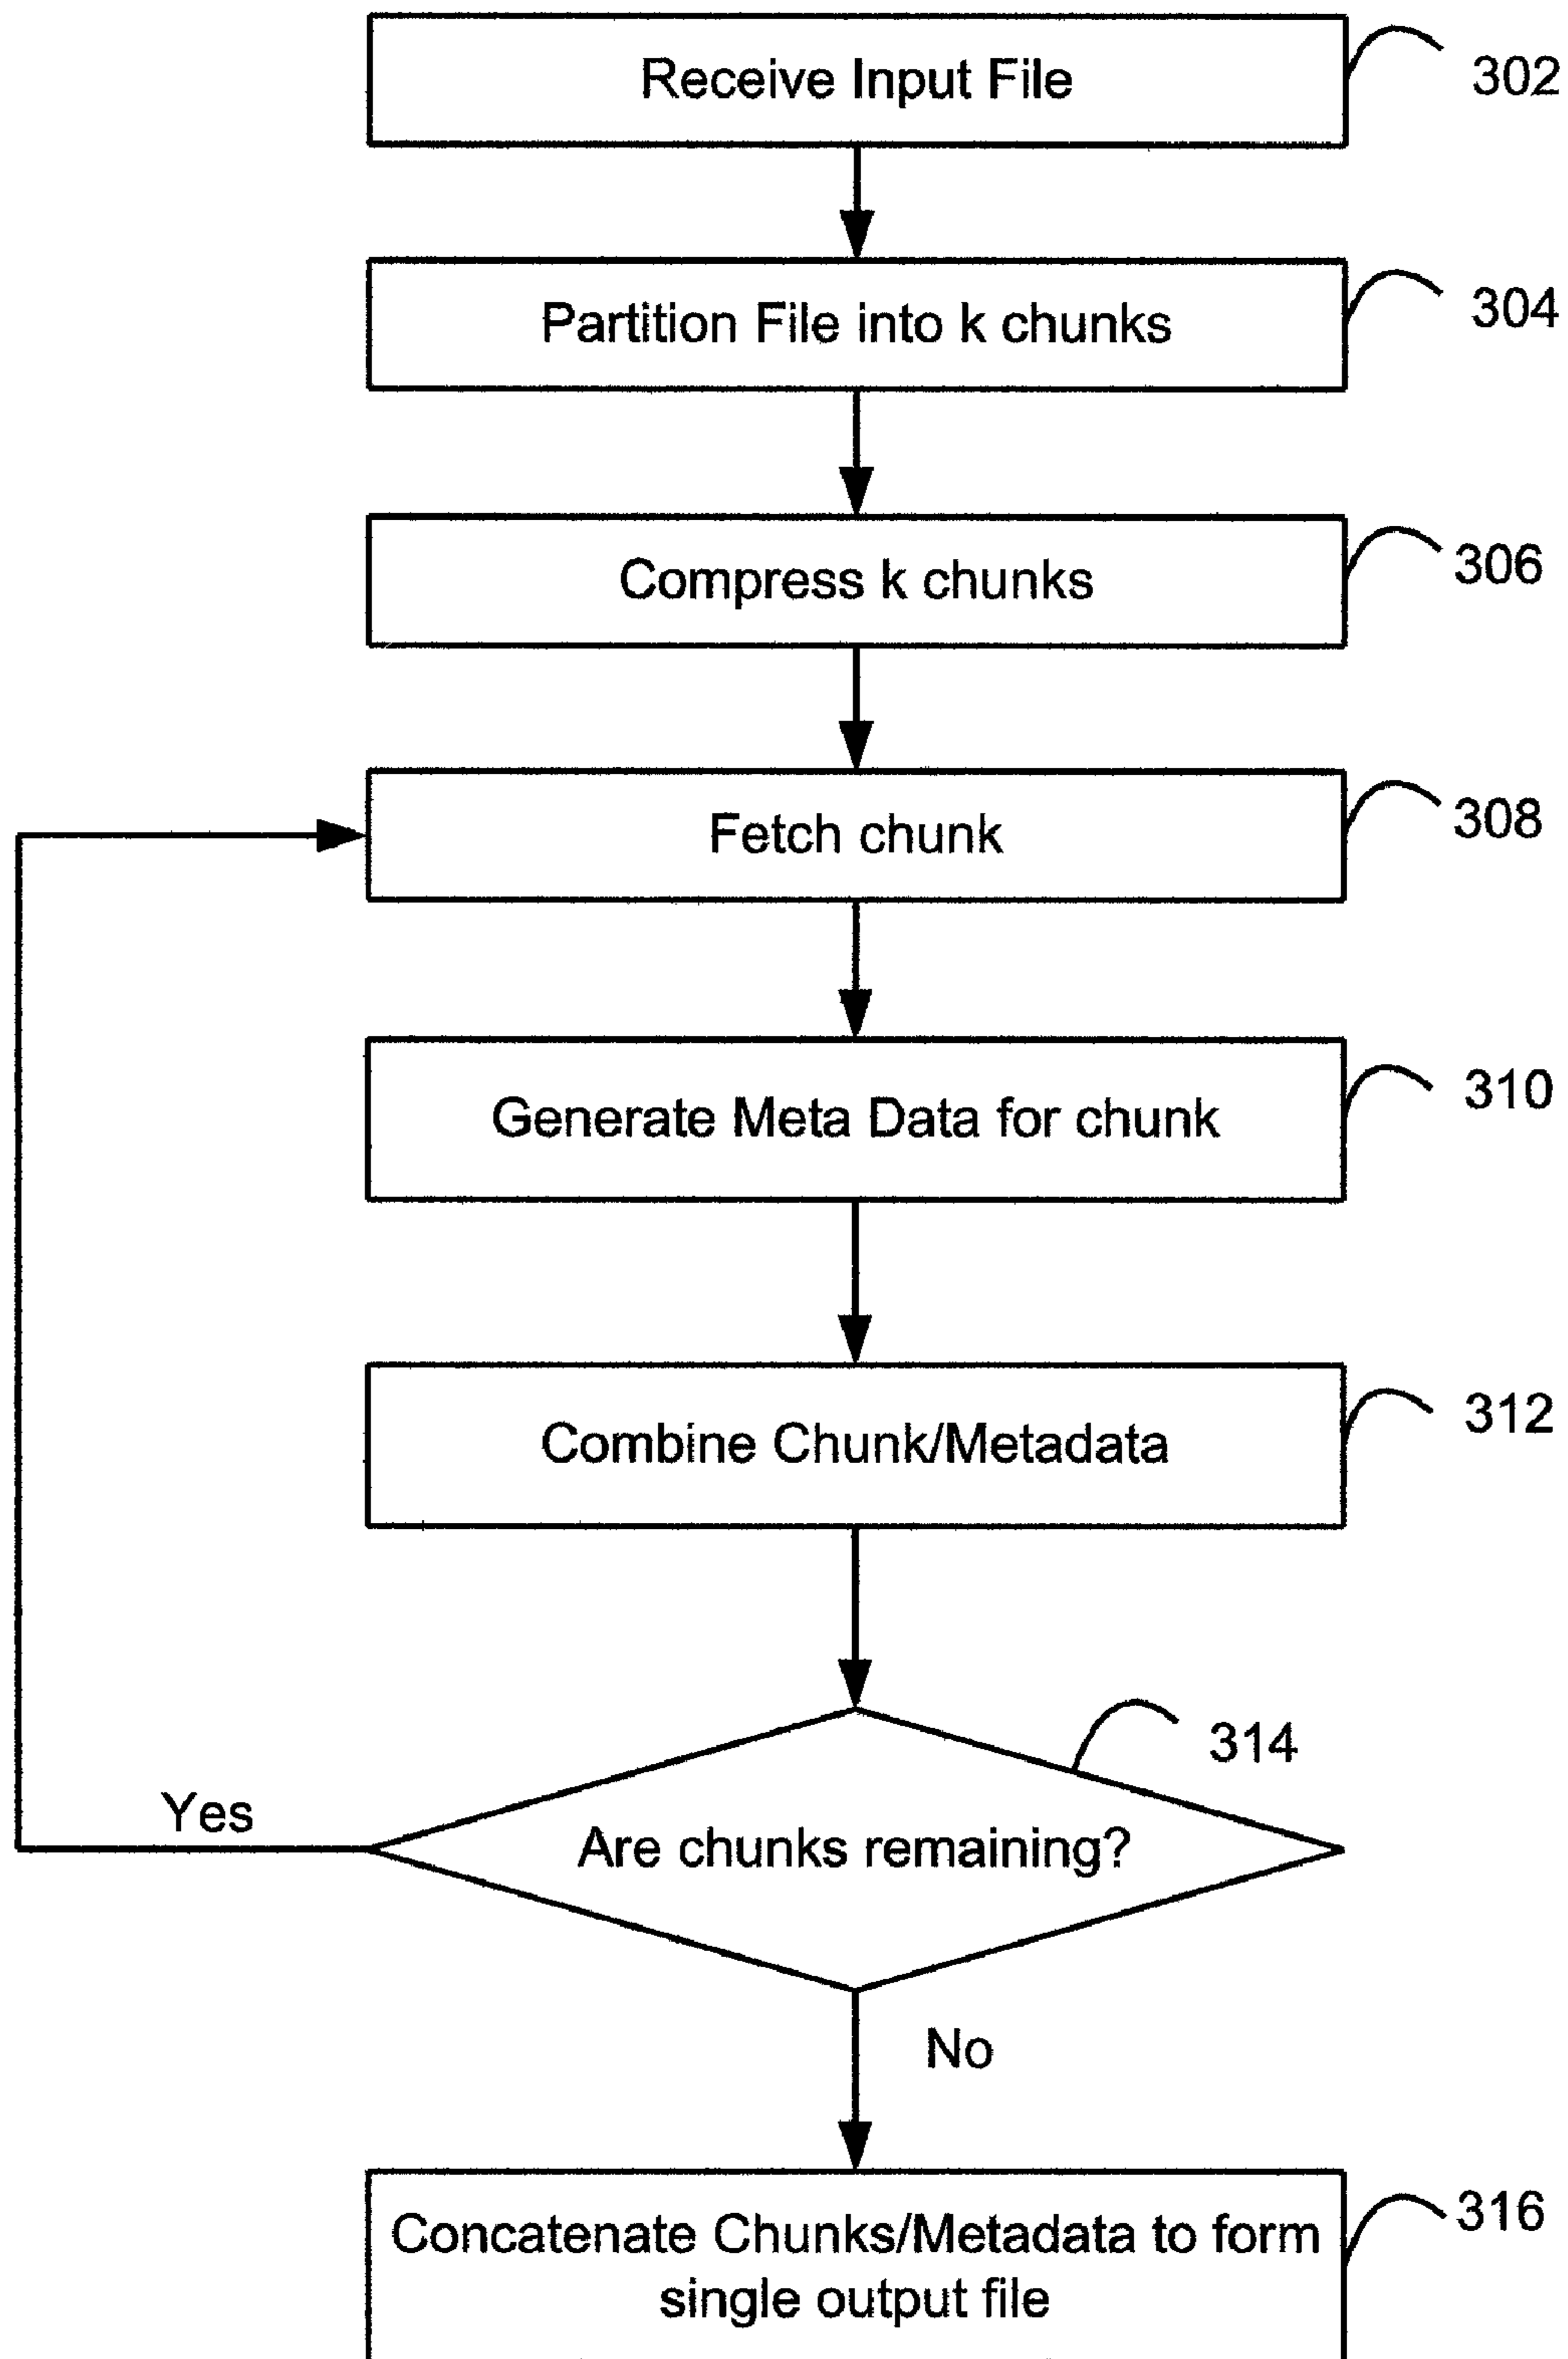 Receive Input File
302
Partition File into k chunks
304
Compress k chunks
306
Fetch chunk
308
Generate Meta Data for chunk
310
Combine Chunk/Metadata
312
314
Are chunks remaining?
Yes
No
Concatenate Chunks/Metadata to form
single output file
316